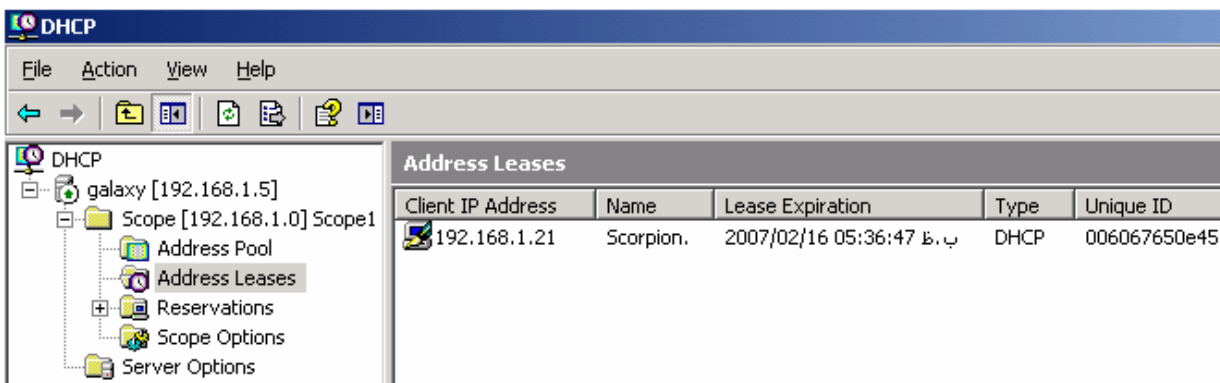 DHCP
File Action View Help
DHCP
galaxy [192.168.1.5]
Scope [192.168.1.0] Scope1
Address Pool
Address Leases
Reservations
Scope Options
Server Options
Address Leases
Client IP Address Name Lease Expiration Type Unique ID
192.168.1.21 Scorpion. 2007/02/16 05:36:47 ب.ظ DHCP 006067650e45